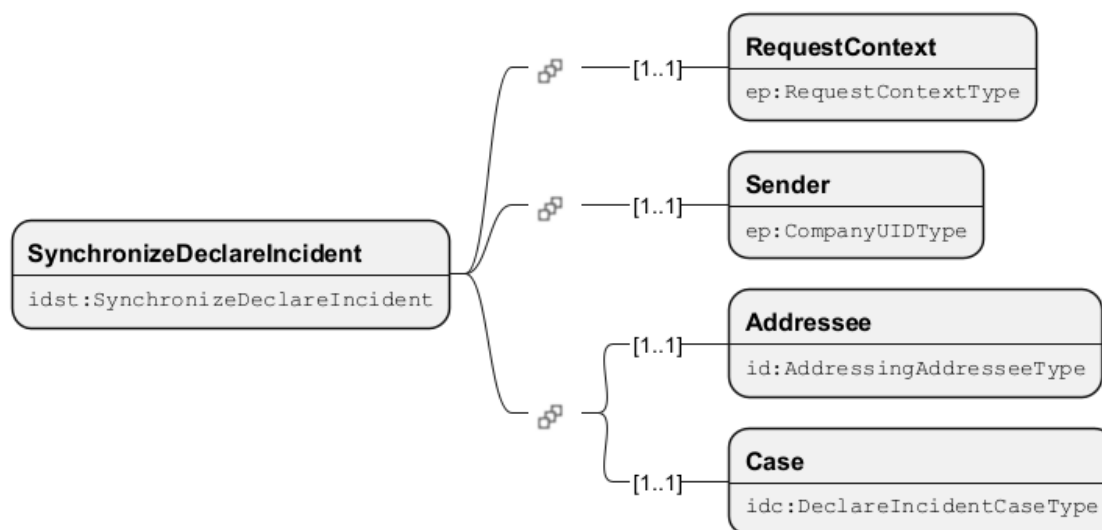 RequestContext
[1..1]
ep:RequestContextType
Sender
[1..1]
ep:CompanyUIDType
SynchronizeDeclareIncident
idst:SynchronizeDeclareIncident
Addressee
[1..1]
id:AddressingAddresseeType
Case
[1..1]
idc:DeclareIncidentCaseType